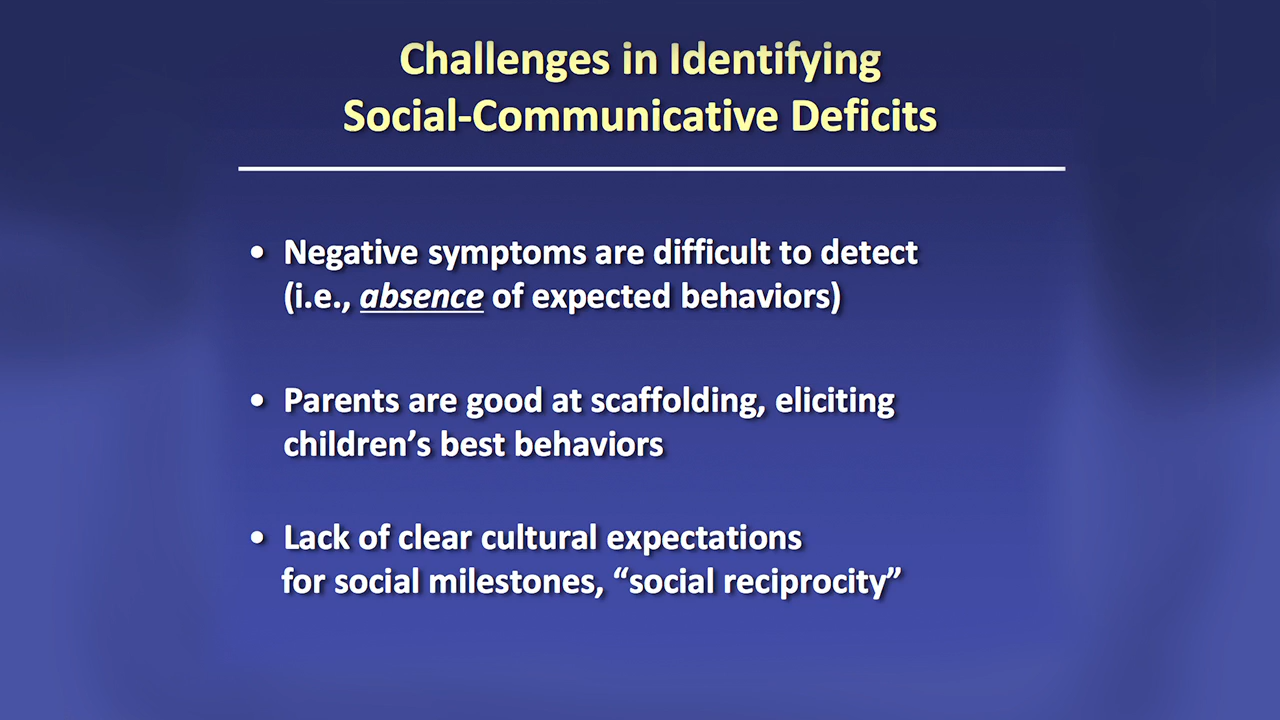 Challenges in Identifying
Social-Communicative Deficits
• Negative symptoms are difficult to detect
(i.e., absence of expected behaviors)
• Parents are good at scaffolding, eliciting
children’s best behaviors
• Lack of clear cultural expectations
for social milestones, “social reciprocity”